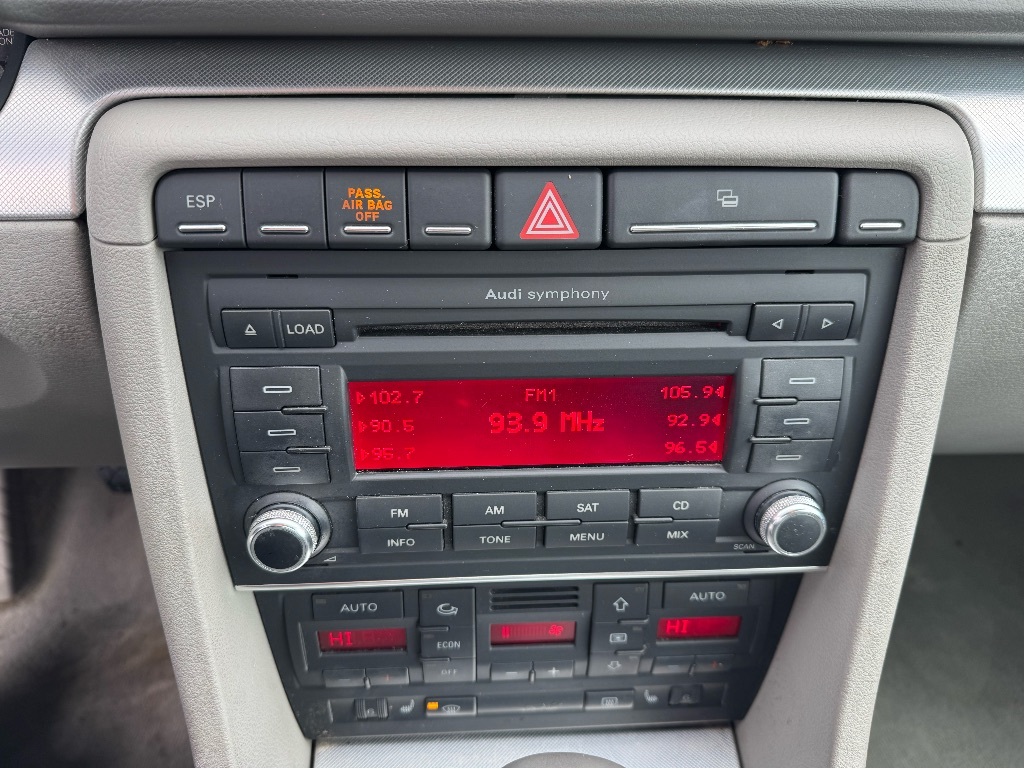 ESP
PASS.
AIR BAG
OFF
Audi symphony
LOAD
102.7 FM1 105.9
90.5 93.9 MHz 92.9
95.7 96.5
FM AM SAT CD
INFO TONE MENU MIX
SCAN
AUTO AUTO
HI ECON HI
OFF